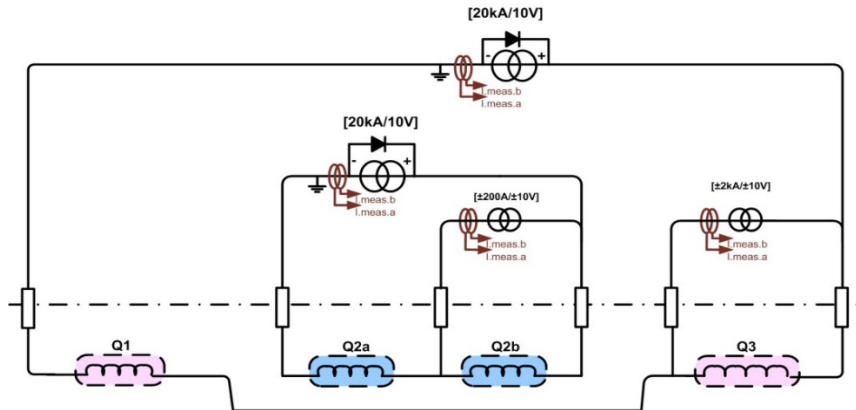 [20kA/10V]
- +
I.meas.b
I.meas.a
[20kA/10V]
- +
I.meas.b
I.meas.a
[±200A/±10V]
I.meas.b
I.meas.a
[±2kA/±10V]
I.meas.b
I.meas.a
Q1
Q2a
Q2b
Q3